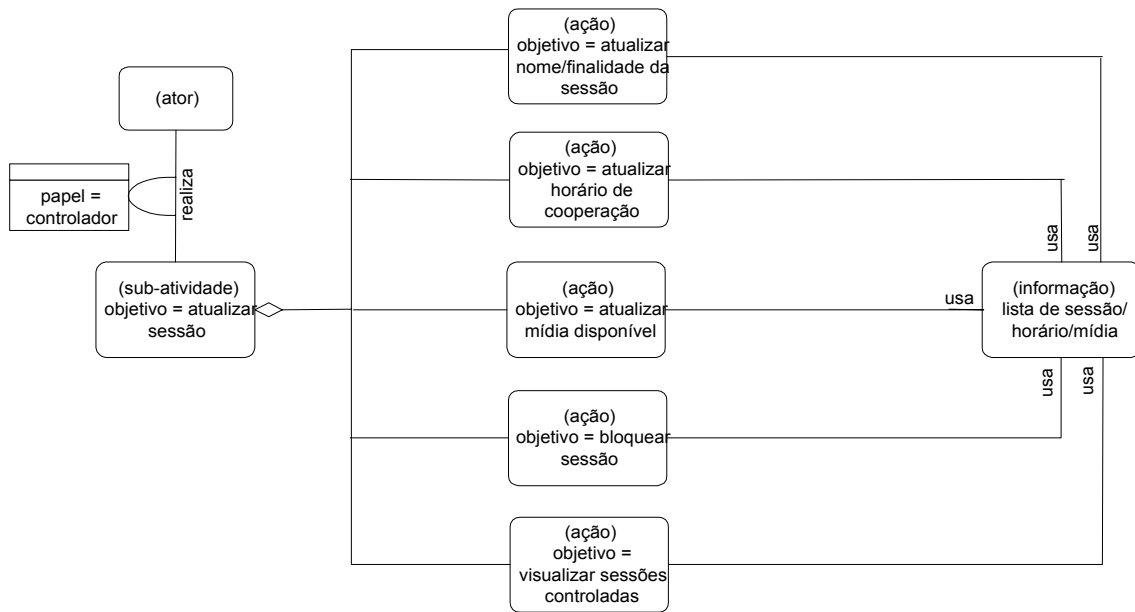 (ator)
papel =
controlador
realiza
(sub-atividade)
objetivo = atualizar
sessão
(ação)
objetivo = atualizar
nome/finalidade da
sessão
(ação)
objetivo = atualizar
horário de
cooperação
(ação)
objetivo = atualizar
mídia disponível
(ação)
objetivo = bloquear
sessão
(ação)
objetivo =
visualizar sessões
controladas
usa
usa
usa
usa
usa
(informação)
lista de sessão/
horário/mídia